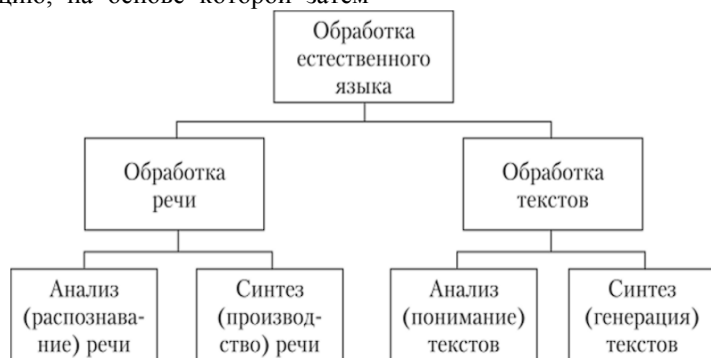 цию, на основе которой затем
Обработка
естественного
языка
Обработка
речи
Обработка
текстов
Анализ
(распознава-
ние) речи
Синтез
(производ-
ство) речи
Анализ
(понимание)
текстов
Синтез
(генерация)
текстов